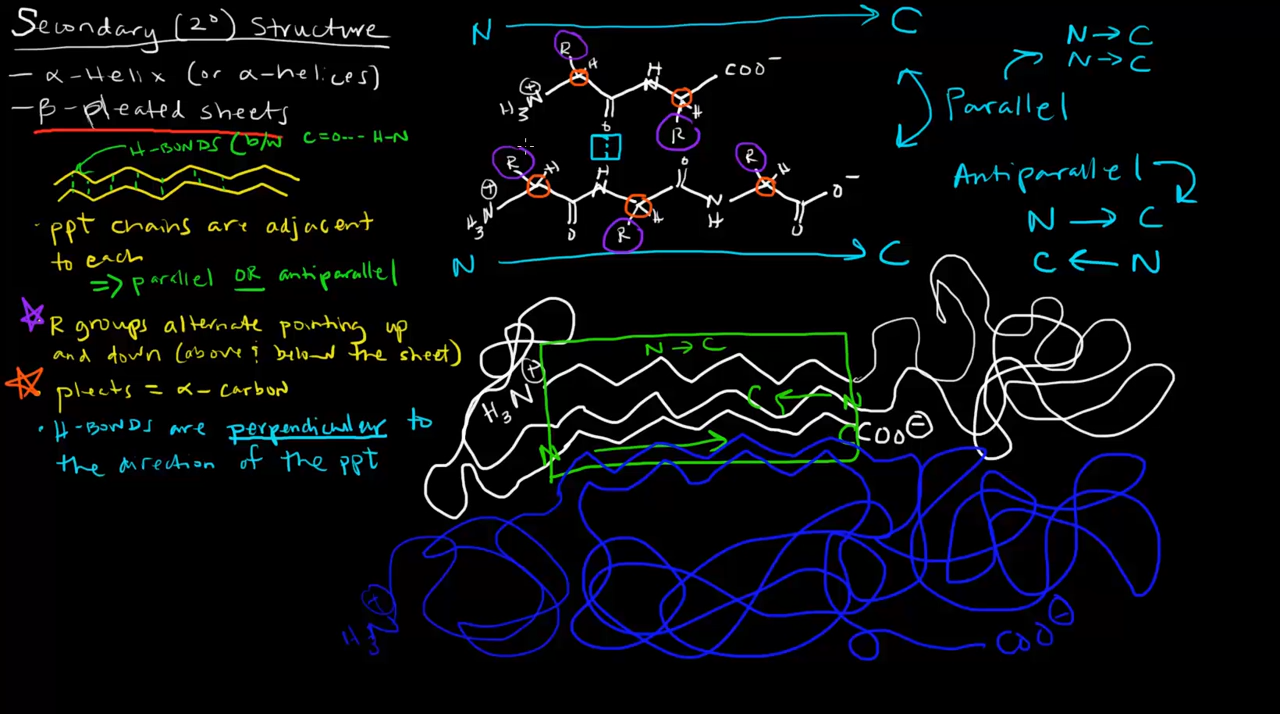 Secondary (2°) Structure
— α-Helix (or α-helices)
— β-pleated sheets
H-BONDS (b/w C=O--- H-N
· ppt chains are adjacent
to each
=> parallel OR antiparallel
R groups alternate pointing up
and down (above & below the sheet)
pleats = α-carbon
· H-BONDS are perpendicular to
the direction of the ppt
N → C
R
H
H
COO⁻
H₃N⊕
O
H
R
R
H
H
O
R
H
O⁻
⊕
H₃N
O
R
H
N
H
O
N → C
N → C
N → C
Parallel
Antiparallel
N → C
C ← N
N → C
⊕
H₃N
C ← N
N → C
COO⊖
⊕
H₃N
COO⊖